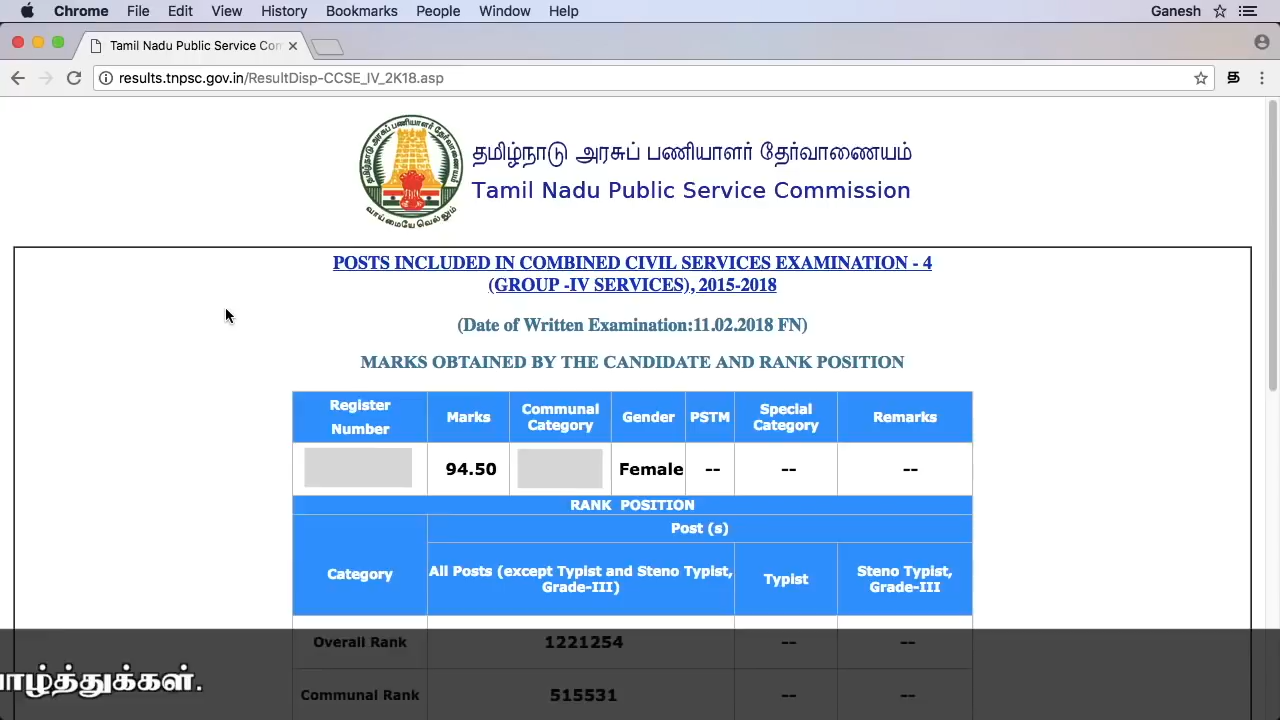 Chrome File Edit View History Bookmarks People Window Help Ganesh
Tamil Nadu Public Service Com
results.tnpsc.gov.in/ResultDisp-CCSE_IV_2K18.asp த
தமிழ்நாடு அரசுப் பணியாளர் தேர்வாணையம்
Tamil Nadu Public Service Commission
வாய்மையே வெல்லும்
POSTS INCLUDED IN COMBINED CIVIL SERVICES EXAMINATION - 4
(GROUP -IV SERVICES), 2015-2018
(Date of Written Examination:11.02.2018 FN)
MARKS OBTAINED BY THE CANDIDATE AND RANK POSITION
Register Number Marks Communal Category Gender PSTM Special Category Remarks
94.50 Female -- -- --
RANK POSITION
Post (s)
Category All Posts (except Typist and Steno Typist, Grade-III) Typist Steno Typist, Grade-III
Overall Rank 1221254 -- --
Communal Rank 515531 -- --
ாழ்த்துக்கள்.